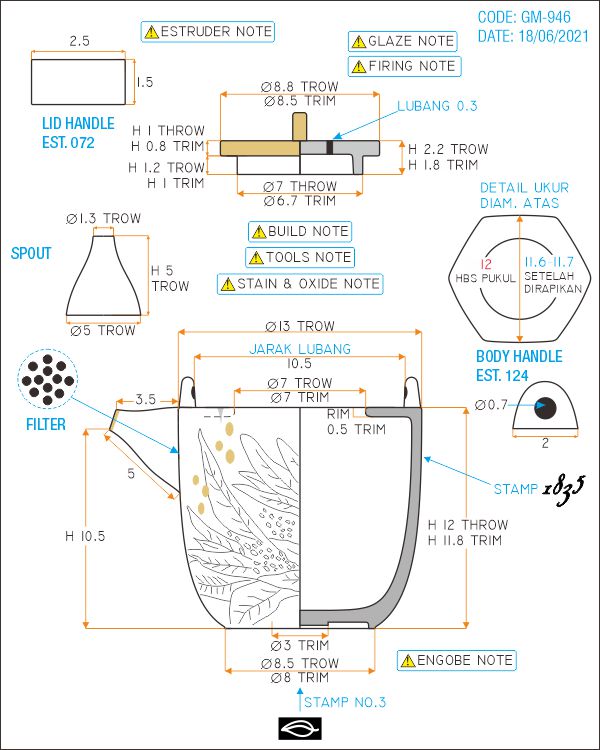 CODE: GM-946
DATE: 18/06/2021
ESTRUDER NOTE
GLAZE NOTE
FIRING NOTE
2.5
1.5
LID HANDLE
EST. 072
Ø8.8 THROW
Ø8.5 TRIM
LUBANG 0.3
H 1 THROW
H 0.8 TRIM
H 1.2 TROW
H 1 TRIM
H 2.2 TROW
H 1.8 TRIM
Ø7 THROW
Ø6.7 TRIM
DETAIL UKUR
DIAM. ATAS
12
HBS PUKUL
11.6-11.7
SETELAH
DIRAPIKAN
SPOUT
Ø1.3 TROW
H 5
TROW
Ø5 TROW
BUILD NOTE
TOOLS NOTE
STAIN & OXIDE NOTE
Ø13 TROW
JARAK LUBANG
10.5
Ø7 THROW
Ø7 TRIM
RIM
0.5 TRIM
BODY HANDLE
EST. 124
Ø0.7
2
FILTER
3.5
5
H 10.5
STAMP 1835
H 12 THROW
H 11.8 TRIM
Ø3 TRIM
Ø8.5 TROW
Ø8 TRIM
ENGOBE NOTE
STAMP NO.3